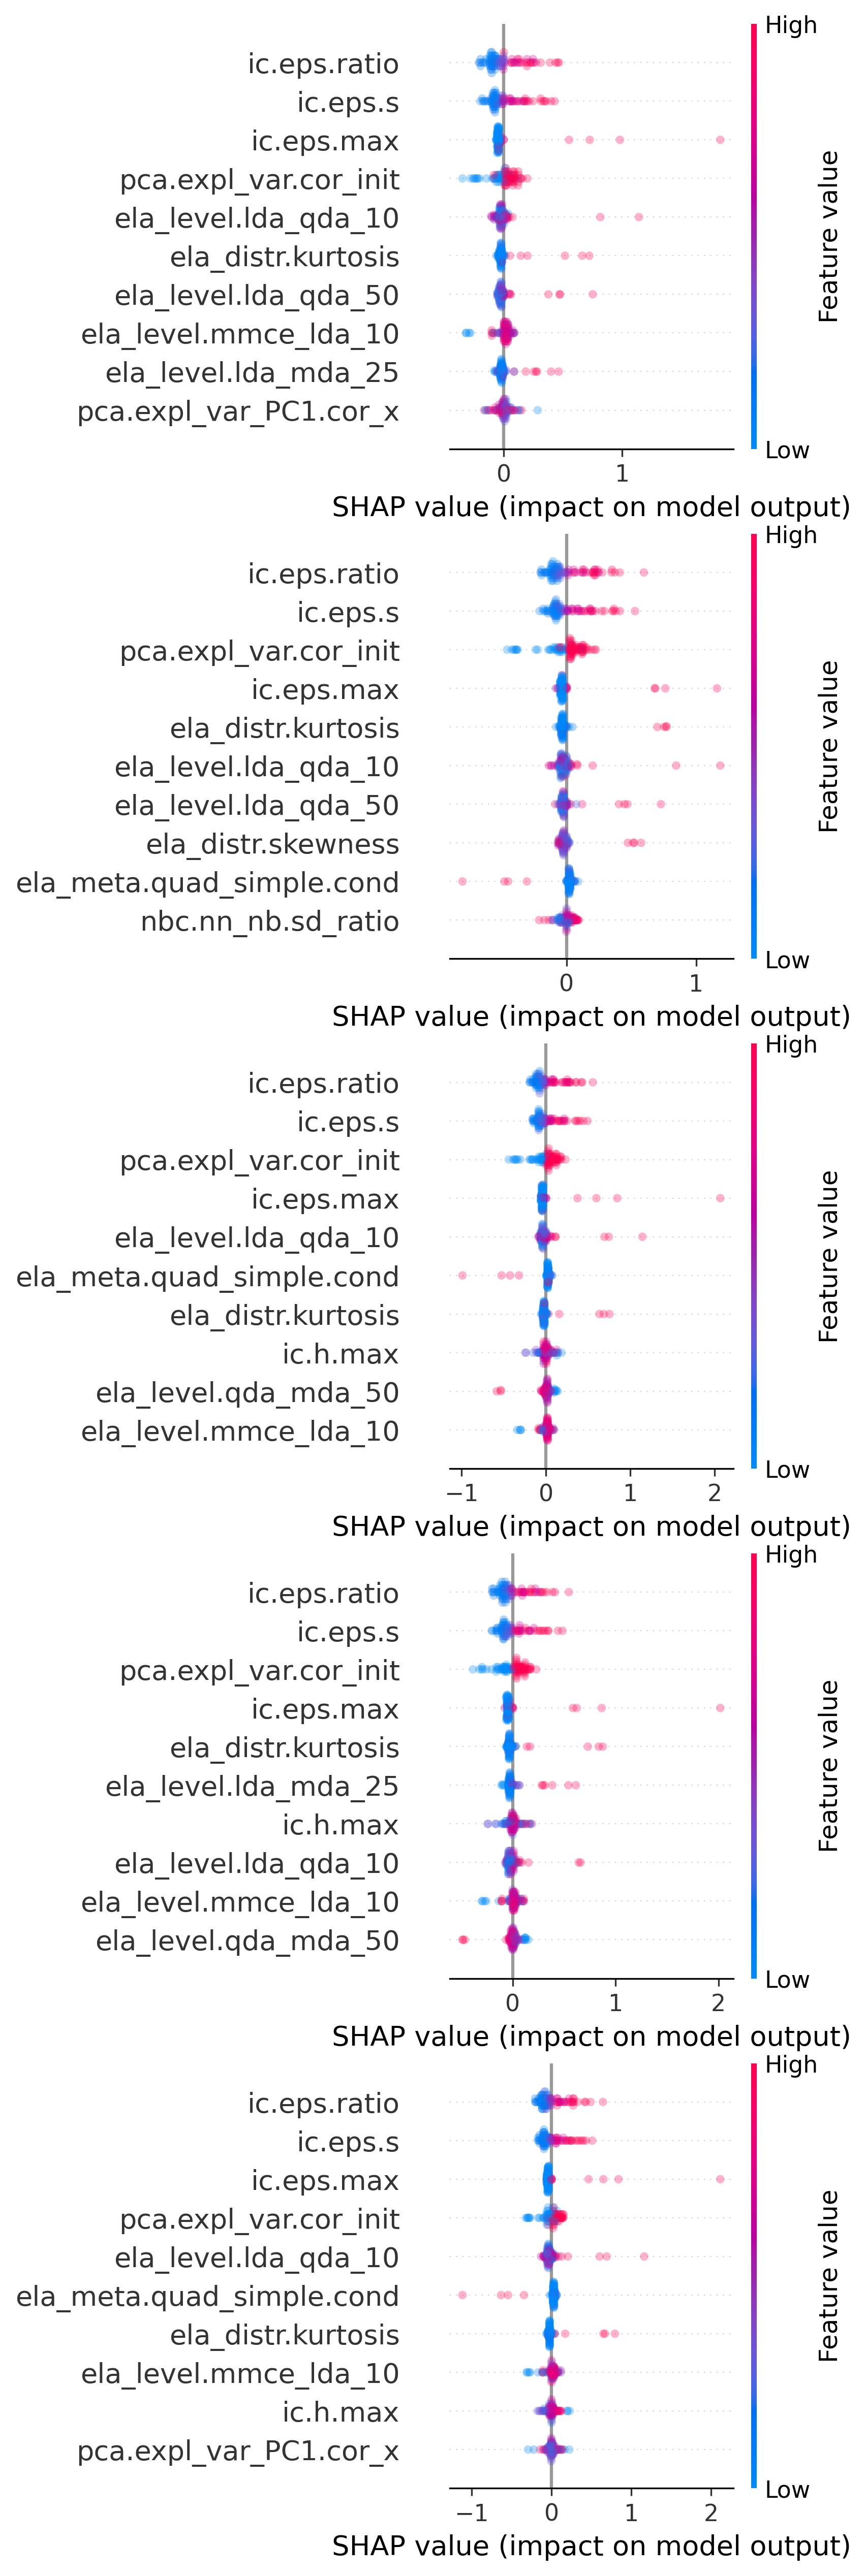 High
ic.eps.ratio
ic.eps.s
ic.eps.max
pca.expl_var.cor_init
ela_level.lda_qda_10
ela_distr.kurtosis
ela_level.lda_qda_50
ela_level.mmce_lda_10
ela_level.lda_mda_25
pca.expl_var_PC1.cor_x
Feature value
Low
0 1
SHAP value (impact on model output)
High
ic.eps.ratio
ic.eps.s
pca.expl_var.cor_init
ic.eps.max
ela_distr.kurtosis
ela_level.lda_qda_10
ela_level.lda_qda_50
ela_distr.skewness
ela_meta.quad_simple.cond
nbc.nn_nb.sd_ratio
Feature value
Low
0 1
SHAP value (impact on model output)
High
ic.eps.ratio
ic.eps.s
pca.expl_var.cor_init
ic.eps.max
ela_level.lda_qda_10
ela_meta.quad_simple.cond
ela_distr.kurtosis
ic.h.max
ela_level.qda_mda_50
ela_level.mmce_lda_10
Feature value
Low
−1 0 1 2
SHAP value (impact on model output)
High
ic.eps.ratio
ic.eps.s
pca.expl_var.cor_init
ic.eps.max
ela_distr.kurtosis
ela_level.lda_mda_25
ic.h.max
ela_level.lda_qda_10
ela_level.mmce_lda_10
ela_level.qda_mda_50
Feature value
Low
0 1 2
SHAP value (impact on model output)
High
ic.eps.ratio
ic.eps.s
ic.eps.max
pca.expl_var.cor_init
ela_level.lda_qda_10
ela_meta.quad_simple.cond
ela_distr.kurtosis
ela_level.mmce_lda_10
ic.h.max
pca.expl_var_PC1.cor_x
Feature value
Low
−1 0 1 2
SHAP value (impact on model output)